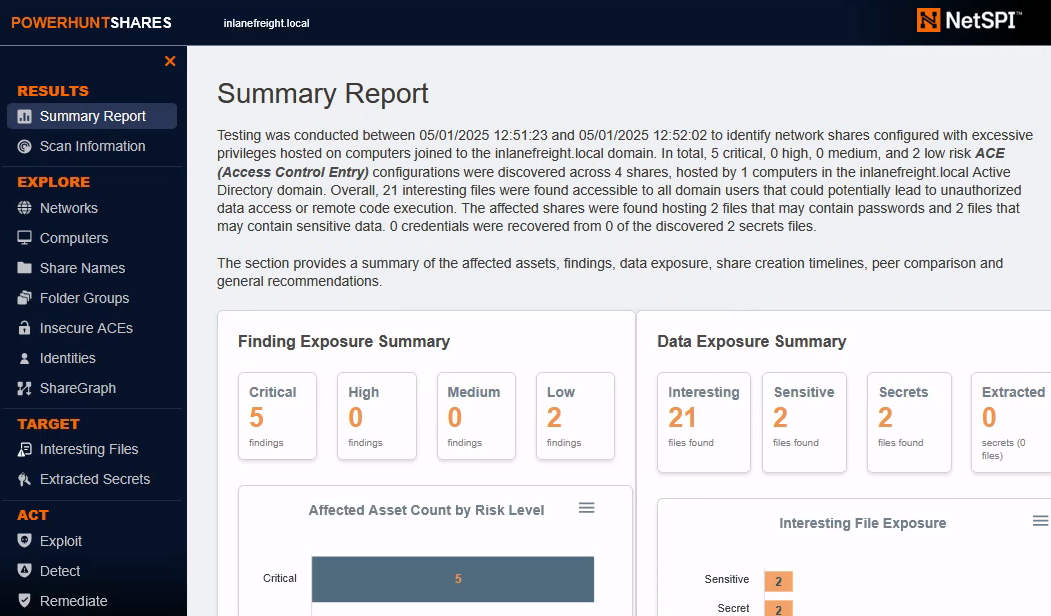 POWERHUNTSHARES
inlanefreight.local
NetSPI™
RESULTS
Summary Report
Scan Information
EXPLORE
Networks
Computers
Share Names
Folder Groups
Insecure ACEs
Identities
ShareGraph
TARGET
Interesting Files
Extracted Secrets
ACT
Exploit
Detect
Remediate
Summary Report
Testing was conducted between 05/01/2025 12:51:23 and 05/01/2025 12:52:02 to identify network shares configured with excessive
privileges hosted on computers joined to the inlanefreight.local domain. In total, 5 critical, 0 high, 0 medium, and 2 low risk ACE
(Access Control Entry) configurations were discovered across 4 shares, hosted by 1 computers in the inlanefreight.local Active
Directory domain. Overall, 21 interesting files were found accessible to all domain users that could potentially lead to unauthorized
data access or remote code execution. The affected shares were found hosting 2 files that may contain passwords and 2 files that
may contain sensitive data. 0 credentials were recovered from 0 of the discovered 2 secrets files.
The section provides a summary of the affected assets, findings, data exposure, share creation timelines, peer comparison and
general recommendations.
Finding Exposure Summary
Critical
5
findings
High
0
findings
Medium
0
findings
Low
2
findings
Affected Asset Count by Risk Level
Critical
5
Data Exposure Summary
Interesting
21
files found
Sensitive
2
files found
Secrets
2
files found
Extracted
0
secrets (0
files)
Interesting File Exposure
Sensitive
2
Secret
2